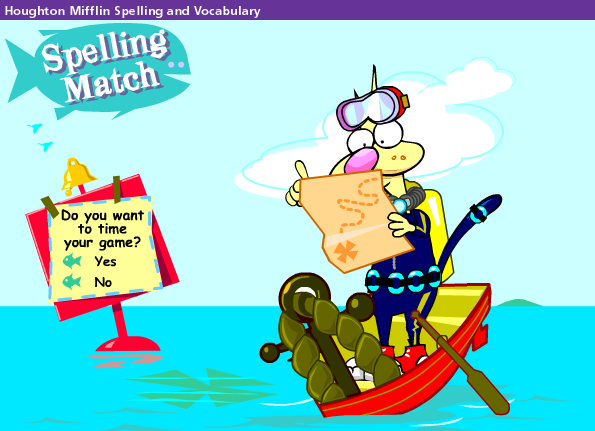 Houghton Mifflin Spelling and Vocabulary
Spelling
Match
Do you want
to time
your game?
Yes
No